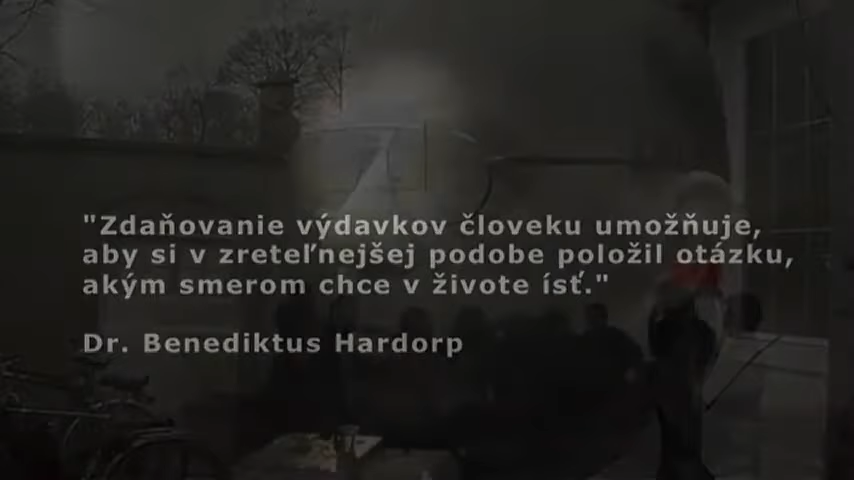 "Zdaňovanie výdavkov človeku umožňuje,
aby si v zreteľnejšej podobe položil otázku,
akým smerom chce v živote ísť."
Dr. Benediktus Hardorp